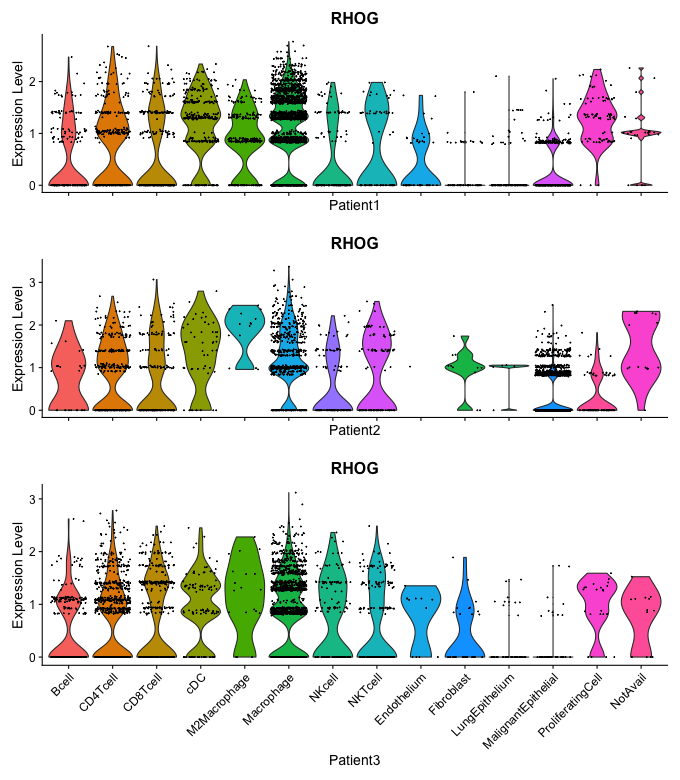 RHOG
Expression Level
2
1
0
Patient1
RHOG
Expression Level
3
2
1
0
Patient2
RHOG
Expression Level
3
2
1
0
Bcell
CD4Tcell
CD8Tcell
cDC
M2Macrophage
Macrophage
NKcell
NKTcell
Endothelium
Fibroblast
LungEpithelium
MalignantEpithelial
ProliferatingCell
NotAvail
Patient3